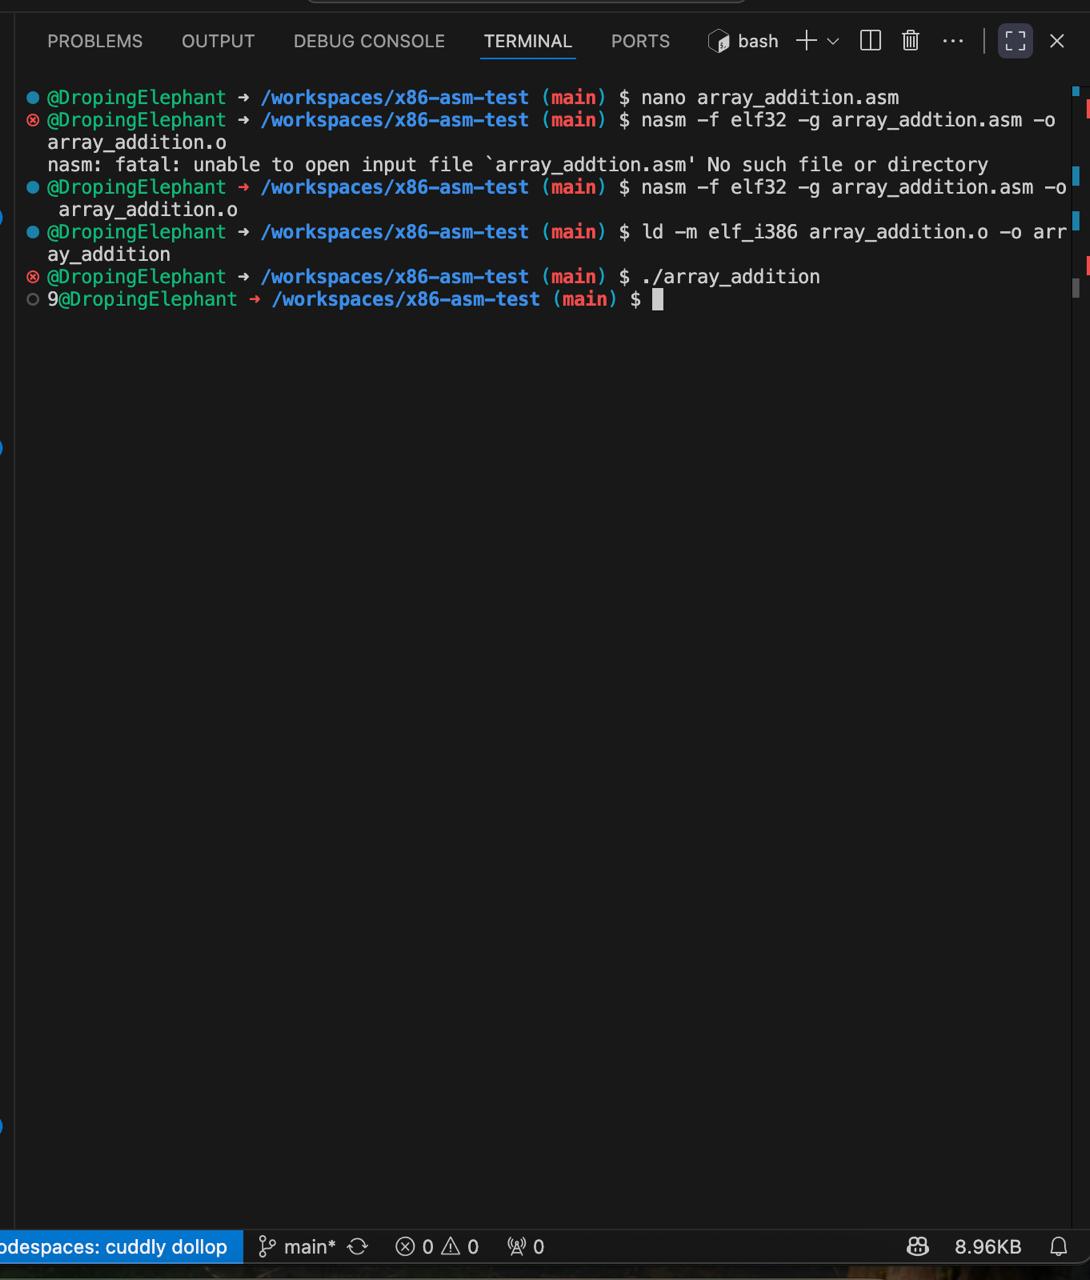 PROBLEMS OUTPUT DEBUG CONSOLE TERMINAL PORTS bash
@DropingElephant → /workspaces/x86-asm-test (main) $ nano array_addition.asm
@DropingElephant → /workspaces/x86-asm-test (main) $ nasm -f elf32 -g array_addtion.asm -o
array_addition.o
nasm: fatal: unable to open input file `array_addtion.asm' No such file or directory
@DropingElephant → /workspaces/x86-asm-test (main) $ nasm -f elf32 -g array_addition.asm -o
array_addition.o
@DropingElephant → /workspaces/x86-asm-test (main) $ ld -m elf_i386 array_addition.o -o arr
ay_addition
@DropingElephant → /workspaces/x86-asm-test (main) $ ./array_addition
9@DropingElephant → /workspaces/x86-asm-test (main) $
odespaces: cuddly dollop main* 0 0 0 8.96KB